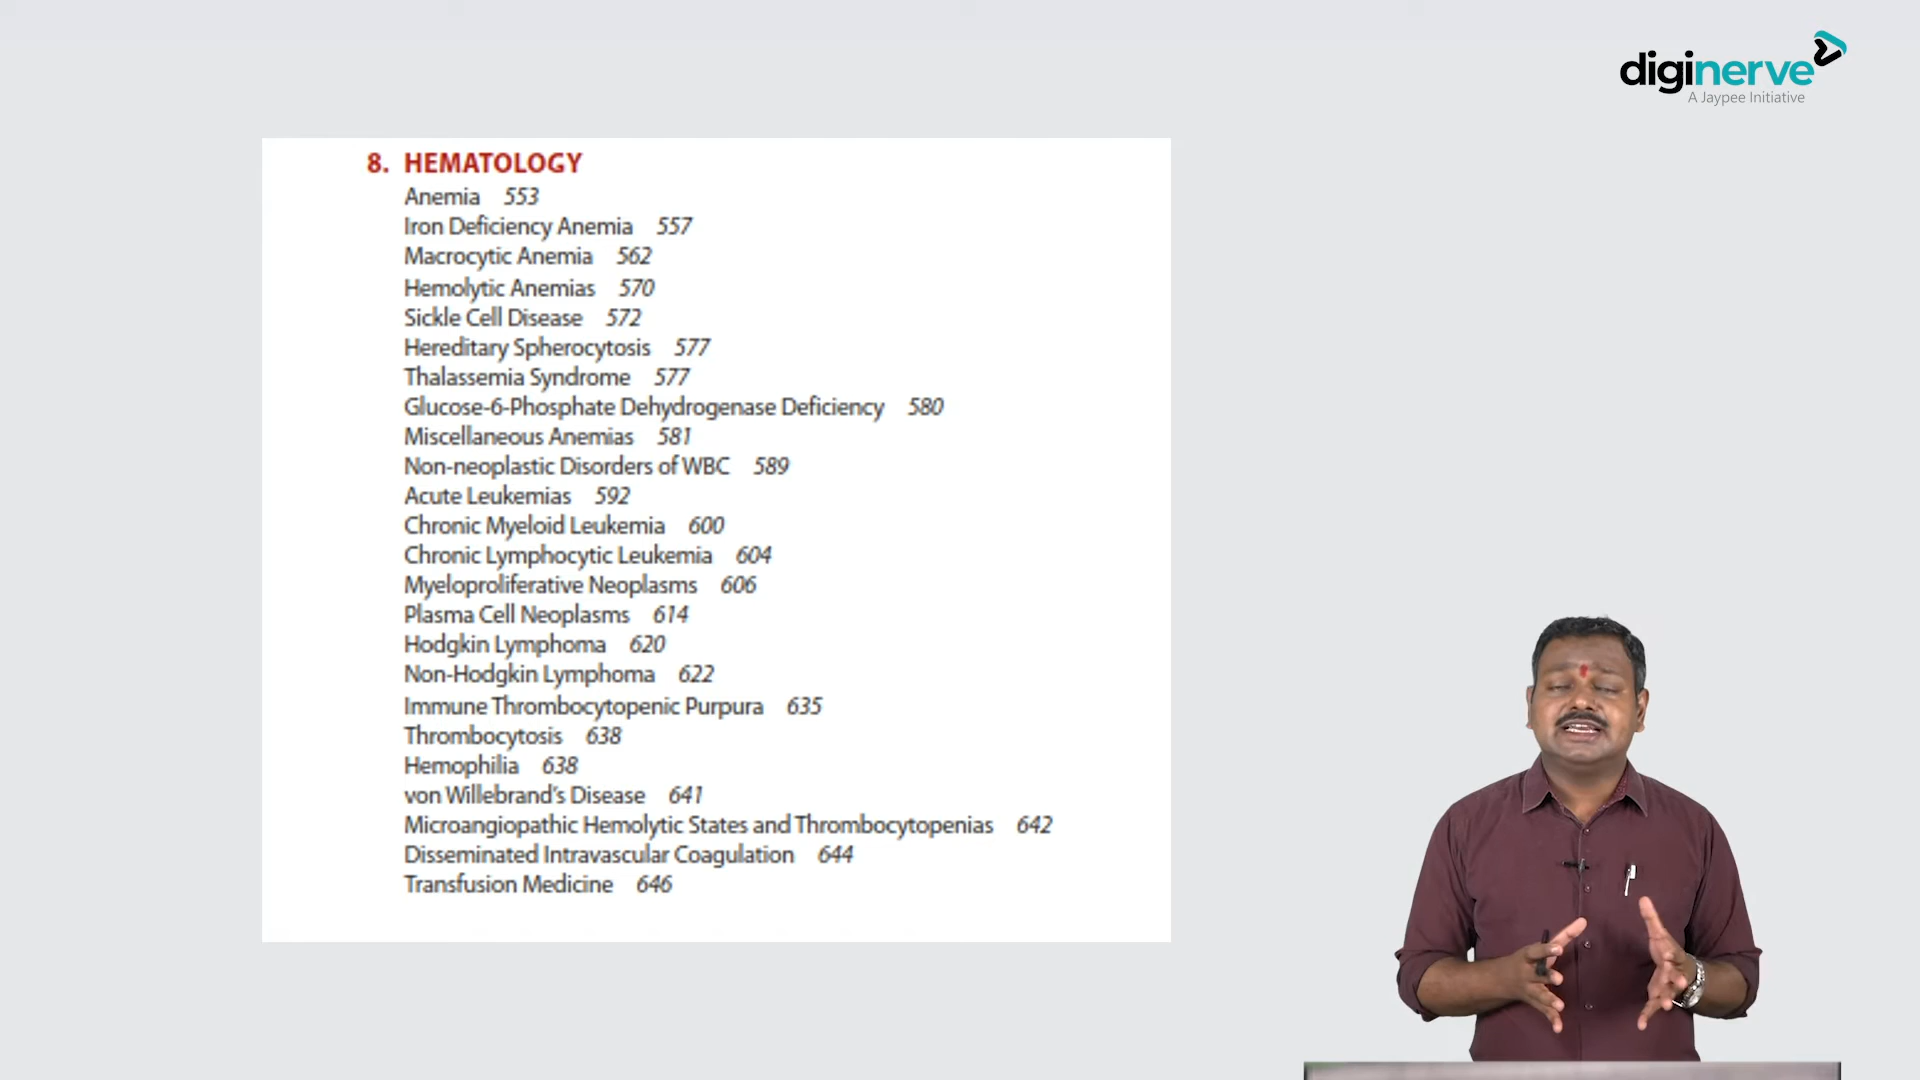 diginerve
A Jaypee Initiative
8. HEMATOLOGY
Anemia 553
Iron Deficiency Anemia 557
Macrocytic Anemia 562
Hemolytic Anemias 570
Sickle Cell Disease 572
Hereditary Spherocytosis 577
Thalassemia Syndrome 577
Glucose-6-Phosphate Dehydrogenase Deficiency 580
Miscellaneous Anemias 581
Non-neoplastic Disorders of WBC 589
Acute Leukemias 592
Chronic Myeloid Leukemia 600
Chronic Lymphocytic Leukemia 604
Myeloproliferative Neoplasms 606
Plasma Cell Neoplasms 614
Hodgkin Lymphoma 620
Non-Hodgkin Lymphoma 622
Immune Thrombocytopenic Purpura 635
Thrombocytosis 638
Hemophilia 638
von Willebrand's Disease 641
Microangiopathic Hemolytic States and Thrombocytopenias 642
Disseminated Intravascular Coagulation 644
Transfusion Medicine 646